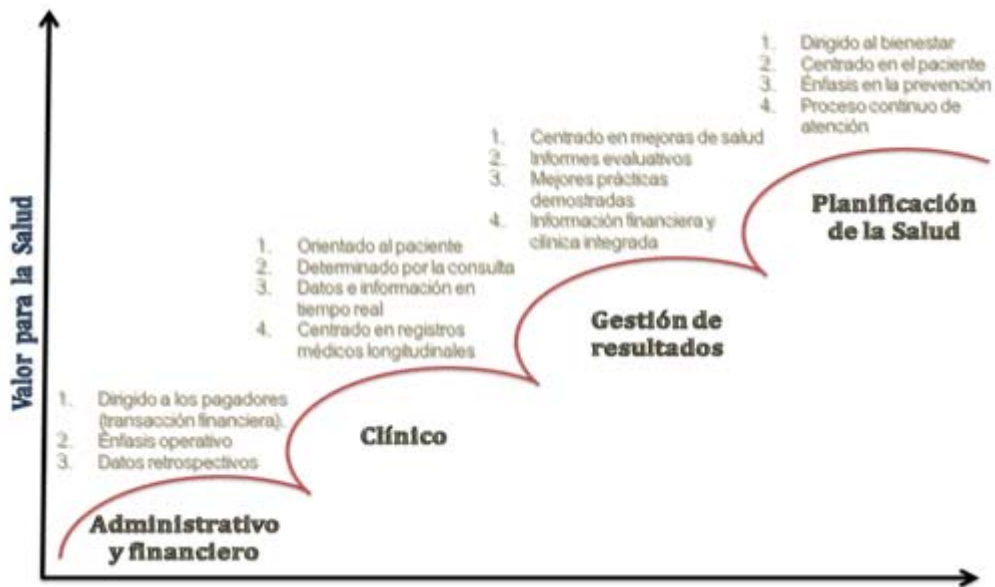 1. Dirigido al bienestar
2. Centrado en el paciente
3. Énfasis en la prevención
4. Proceso continuo de
atención
1. Centrado en mejoras de salud
2. Informes evaluativos
3. Mejores prácticas
demostradas
4. Información financiera y
clínica integrada
Planificación
de la Salud
1. Orientado al paciente
2. Determinado por la consulta
3. Datos e información en
tiempo real
4. Centrado en registros
médicos longitudinales
Gestión de
resultados
1. Dirigido a los pagadores
(transacción financiera).
2. Énfasis operativo
3. Datos retrospectivos
Clínico
Administrativo
y financiero
Valor para la Salud